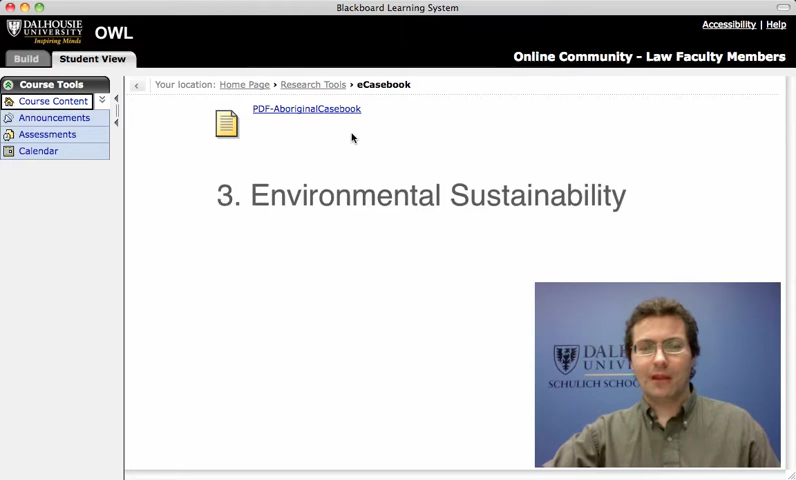 Blackboard Learning System
DALHOUSIE
UNIVERSITY
Inspiring Minds
OWL
Accessibility | Help
Build
Student View
Online Community - Law Faculty Members
Course Tools
Course Content
Announcements
Assessments
Calendar
Your location: Home Page › Research Tools › eCasebook
PDF-AboriginalCasebook
3. Environmental Sustainability
DALH
UNIV
SCHULICH SCHO